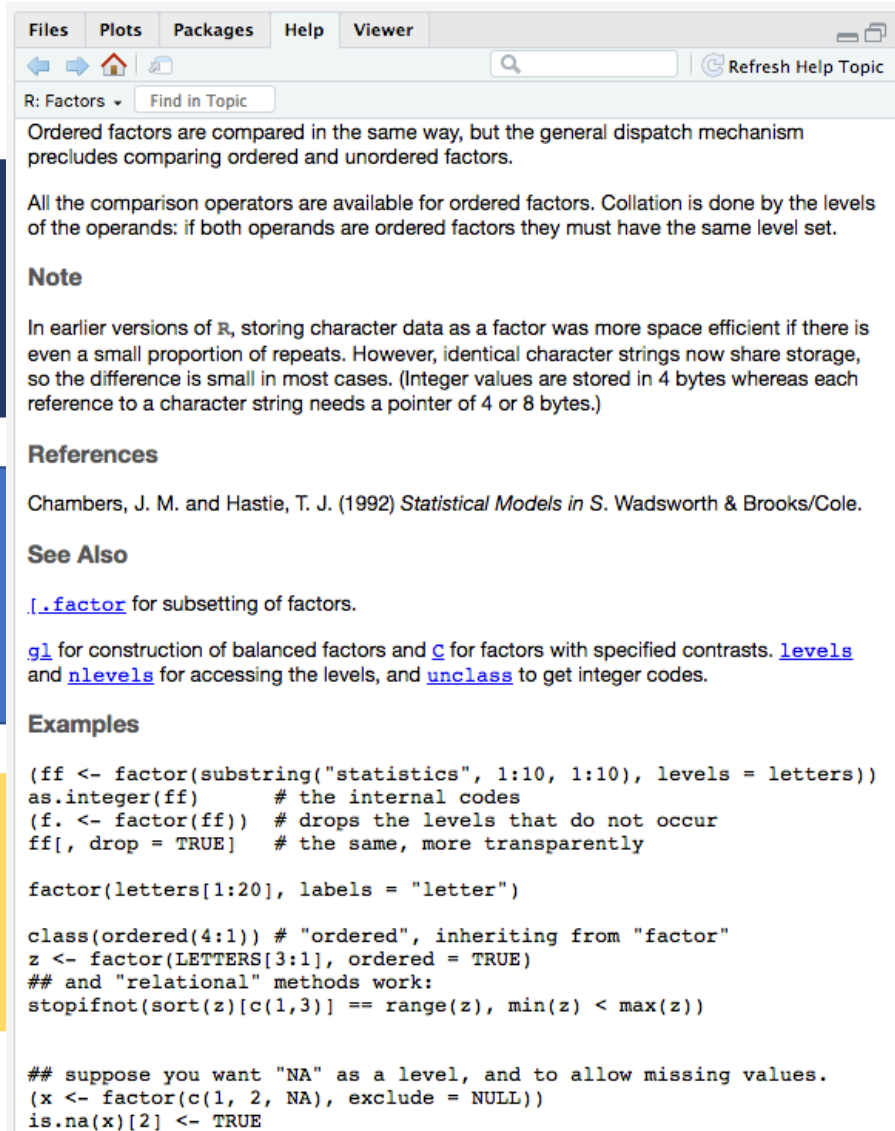 Files Plots Packages Help Viewer
Refresh Help Topic
R: Factors Find in Topic
Ordered factors are compared in the same way, but the general dispatch mechanism
precludes comparing ordered and unordered factors.
All the comparison operators are available for ordered factors. Collation is done by the levels
of the operands: if both operands are ordered factors they must have the same level set.
Note
In earlier versions of R, storing character data as a factor was more space efficient if there is
even a small proportion of repeats. However, identical character strings now share storage,
so the difference is small in most cases. (Integer values are stored in 4 bytes whereas each
reference to a character string needs a pointer of 4 or 8 bytes.)
References
Chambers, J. M. and Hastie, T. J. (1992) Statistical Models in S. Wadsworth & Brooks/Cole.
See Also
[.factor for subsetting of factors.
gl for construction of balanced factors and C for factors with specified contrasts. levels
and nlevels for accessing the levels, and unclass to get integer codes.
Examples
(ff <- factor(substring("statistics", 1:10, 1:10), levels = letters))
as.integer(ff)      # the internal codes
(f. <- factor(ff))  # drops the levels that do not occur
ff[, drop = TRUE]   # the same, more transparently
factor(letters[1:20], labels = "letter")
class(ordered(4:1)) # "ordered", inheriting from "factor"
z <- factor(LETTERS[3:1], ordered = TRUE)
## and "relational" methods work:
stopifnot(sort(z)[c(1,3)] == range(z), min(z) < max(z))
## suppose you want "NA" as a level, and to allow missing values.
(x <- factor(c(1, 2, NA), exclude = NULL))
is.na(x)[2] <- TRUE